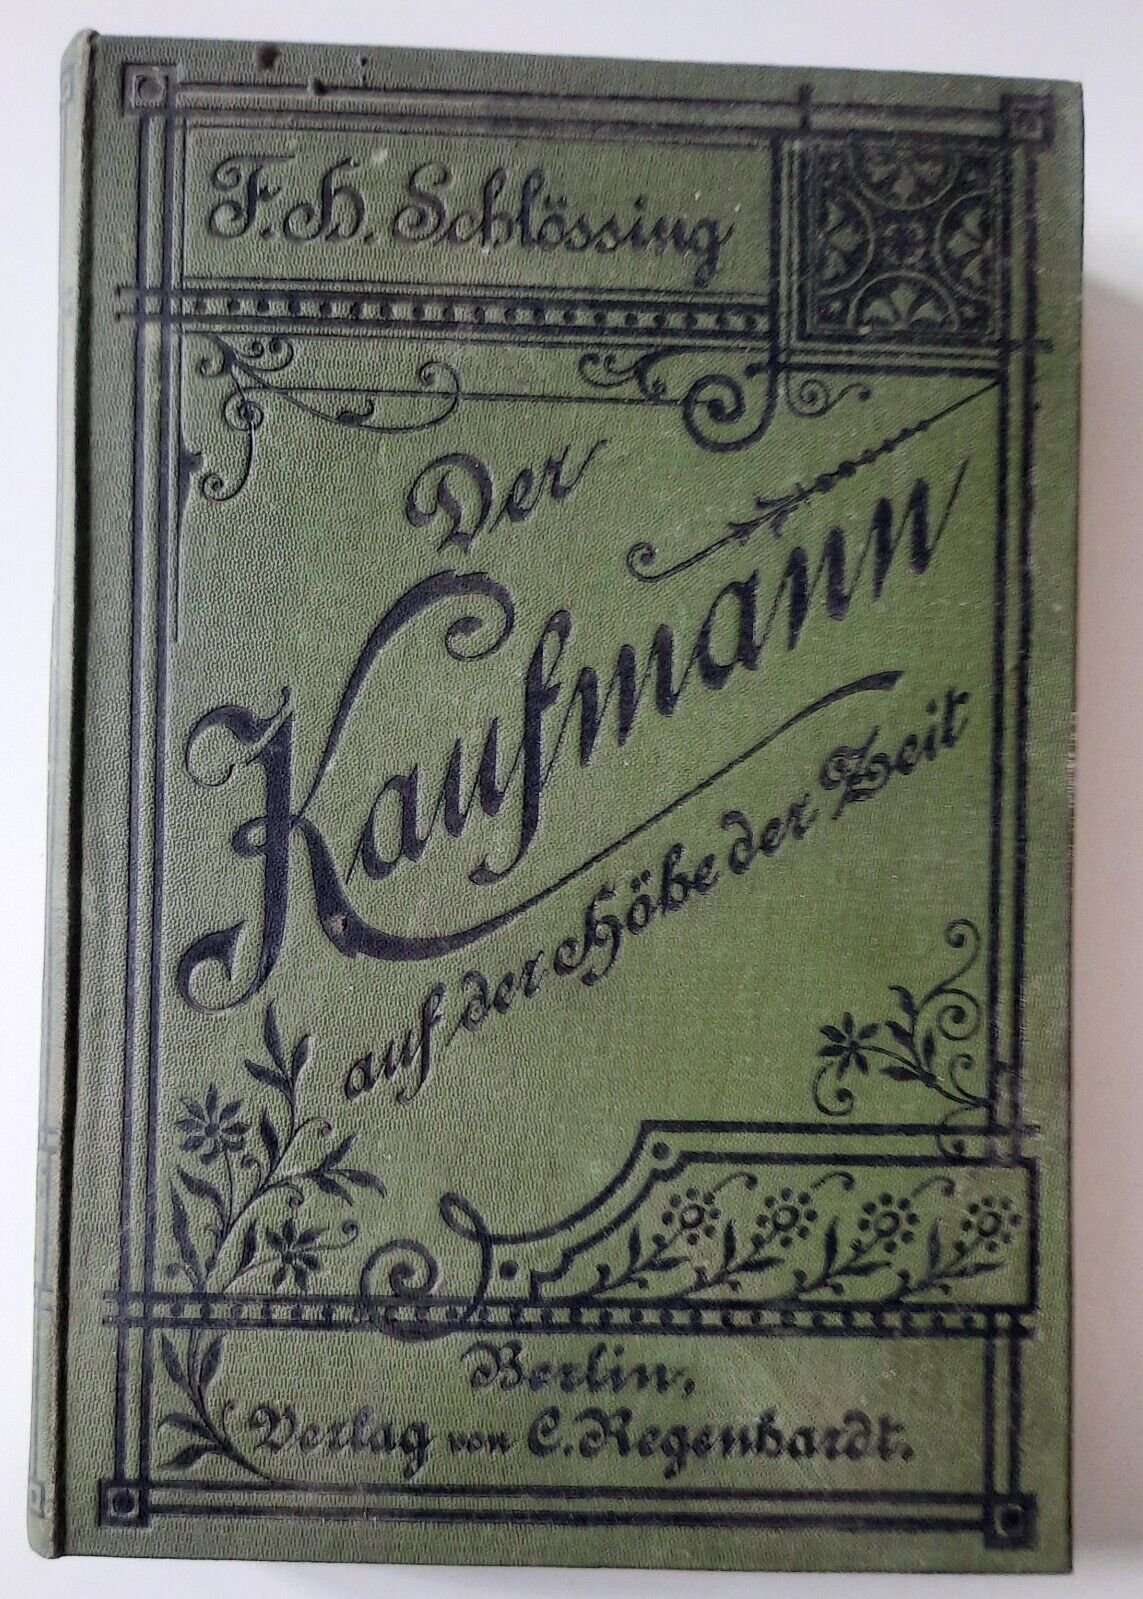 F. H. Schlössing
Der
Kaufmann
auf der Höhe der Zeit
Berlin,
Verlag von C. Regenhardt.